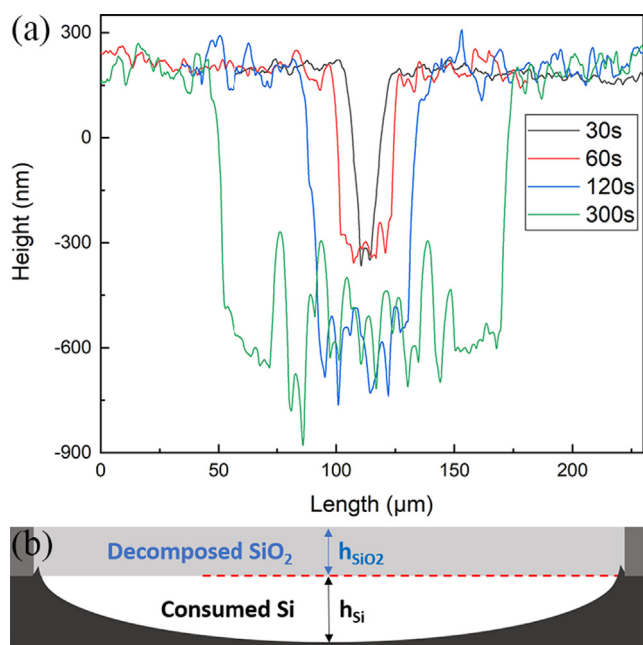 (a)
300
0
-300
-600
-900
Height (nm)
30s
60s
120s
300s
0
50
100
150
200
Length (µm)
(b)
Decomposed SiO₂
hSiO2
Consumed Si
hSi